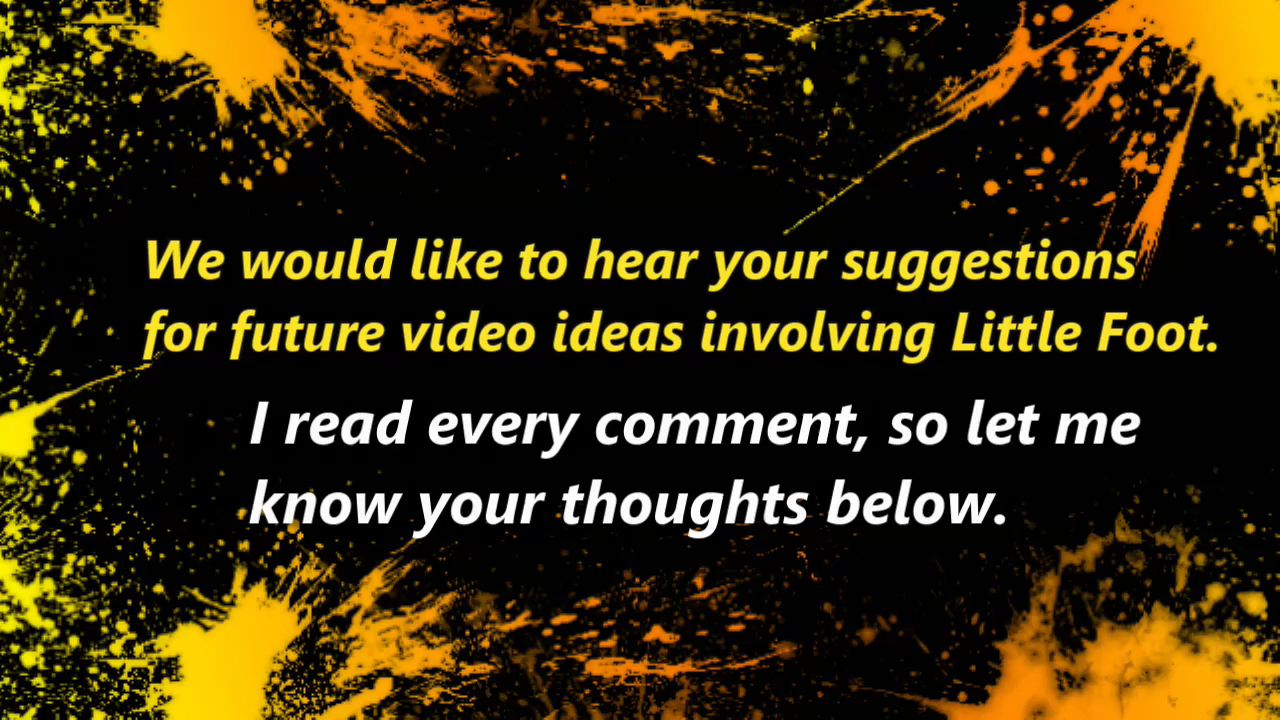 We would like to hear your suggestions
for future video ideas involving Little Foot.
I read every comment, so let me
know your thoughts below.